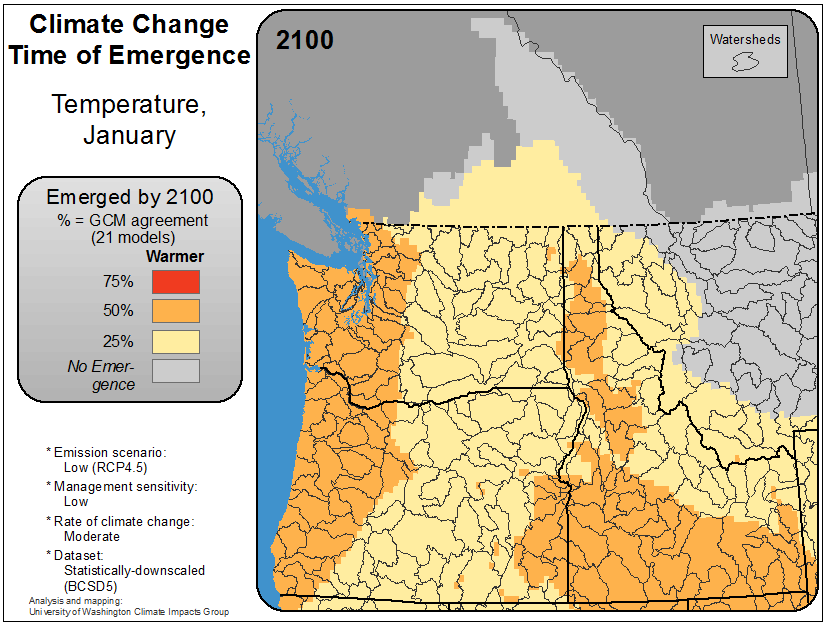 Climate Change
Time of Emergence
Temperature,
January
Emerged by 2100
% = GCM agreement
(21 models)
Warmer
75%
50%
25%
No Emer-
gence
* Emission scenario:
Low (RCP4.5)
* Management sensitivity:
Low
* Rate of climate change:
Moderate
* Dataset:
Statistically-downscaled
(BCSD5)
Analysis and mapping:
University of Washington Climate Impacts Group
2100
Watersheds